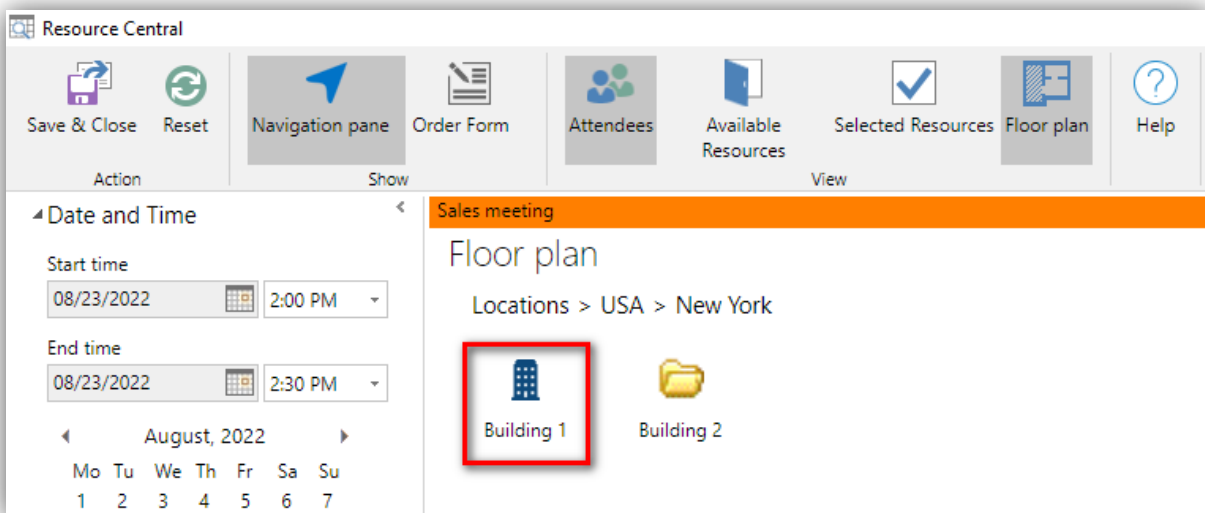 Resource Central
Save & Close
Reset
Navigation pane
Order Form
Attendees
Available
Resources
Selected Resources
Floor plan
Help
Action
Show
View
Date and Time
Start time
08/23/2022
2:00 PM
End time
08/23/2022
2:30 PM
August, 2022
Mo Tu We Th Fr Sa Su
1 2 3 4 5 6 7
Sales meeting
Floor plan
Locations > USA > New York
Building 1
Building 2